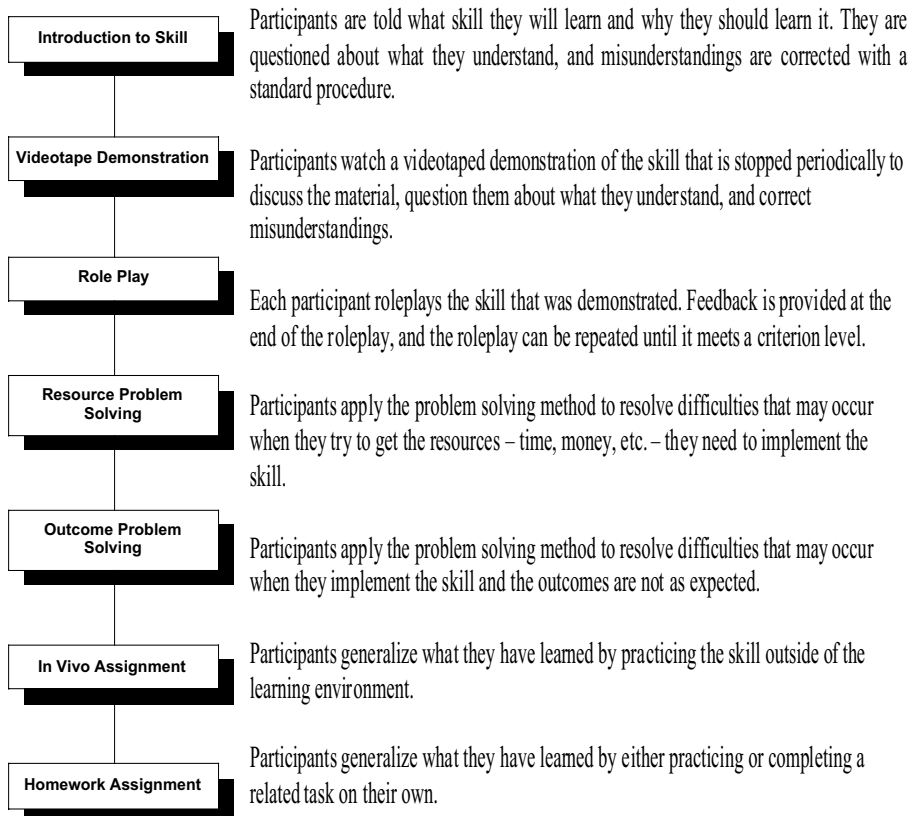 Introduction to Skill
Participants are told what skill they will learn and why they should learn it. They are
questioned about what they understand, and misunderstandings are corrected with a
standard procedure.
Videotape Demonstration
Participants watch a videotaped demonstration of the skill that is stopped periodically to
discuss the material, question them about what they understand, and correct
misunderstandings.
Role Play
Each participant roleplays the skill that was demonstrated. Feedback is provided at the
end of the roleplay, and the roleplay can be repeated until it meets a criterion level.
Resource Problem
Solving
Participants apply the problem solving method to resolve difficulties that may occur
when they try to get the resources – time, money, etc. – they need to implement the
skill.
Outcome Problem
Solving
Participants apply the problem solving method to resolve difficulties that may occur
when they implement the skill and the outcomes are not as expected.
In Vivo Assignment
Participants generalize what they have learned by practicing the skill outside of the
learning environment.
Homework Assignment
Participants generalize what they have learned by either practicing or completing a
related task on their own.